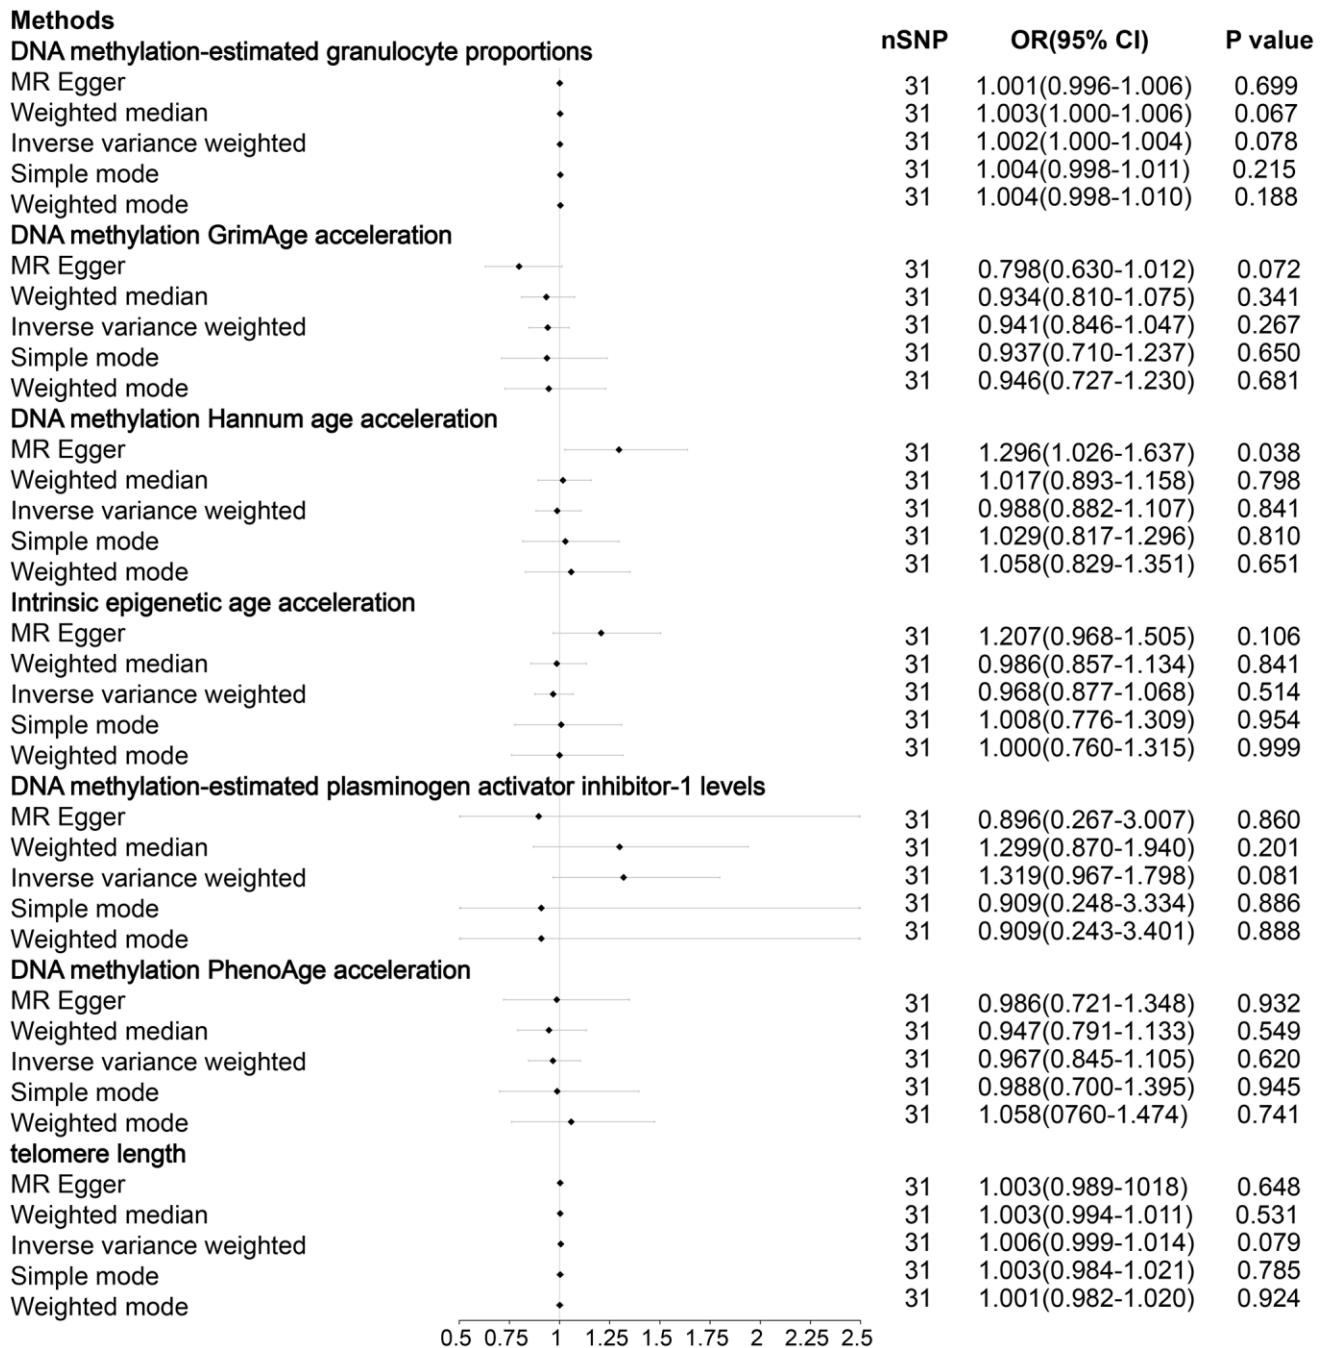 Methods nSNP OR(95% CI) P value
DNA methylation-estimated granulocyte proportions
MR Egger 31 1.001(0.996-1.006) 0.699
Weighted median 31 1.003(1.000-1.006) 0.067
Inverse variance weighted 31 1.002(1.000-1.004) 0.078
Simple mode 31 1.004(0.998-1.011) 0.215
Weighted mode 31 1.004(0.998-1.010) 0.188
DNA methylation GrimAge acceleration
MR Egger 31 0.798(0.630-1.012) 0.072
Weighted median 31 0.934(0.810-1.075) 0.341
Inverse variance weighted 31 0.941(0.846-1.047) 0.267
Simple mode 31 0.937(0.710-1.237) 0.650
Weighted mode 31 0.946(0.727-1.230) 0.681
DNA methylation Hannum age acceleration
MR Egger 31 1.296(1.026-1.637) 0.038
Weighted median 31 1.017(0.893-1.158) 0.798
Inverse variance weighted 31 0.988(0.882-1.107) 0.841
Simple mode 31 1.029(0.817-1.296) 0.810
Weighted mode 31 1.058(0.829-1.351) 0.651
Intrinsic epigenetic age acceleration
MR Egger 31 1.207(0.968-1.505) 0.106
Weighted median 31 0.986(0.857-1.134) 0.841
Inverse variance weighted 31 0.968(0.877-1.068) 0.514
Simple mode 31 1.008(0.776-1.309) 0.954
Weighted mode 31 1.000(0.760-1.315) 0.999
DNA methylation-estimated plasminogen activator inhibitor-1 levels
MR Egger 31 0.896(0.267-3.007) 0.860
Weighted median 31 1.299(0.870-1.940) 0.201
Inverse variance weighted 31 1.319(0.967-1.798) 0.081
Simple mode 31 0.909(0.248-3.334) 0.886
Weighted mode 31 0.909(0.243-3.401) 0.888
DNA methylation PhenoAge acceleration
MR Egger 31 0.986(0.721-1.348) 0.932
Weighted median 31 0.947(0.791-1.133) 0.549
Inverse variance weighted 31 0.967(0.845-1.105) 0.620
Simple mode 31 0.988(0.700-1.395) 0.945
Weighted mode 31 1.058(0760-1.474) 0.741
telomere length
MR Egger 31 1.003(0.989-1018) 0.648
Weighted median 31 1.003(0.994-1.011) 0.531
Inverse variance weighted 31 1.006(0.999-1.014) 0.079
Simple mode 31 1.003(0.984-1.021) 0.785
Weighted mode 31 1.001(0.982-1.020) 0.924
0.5 0.75 1 1.25 1.5 1.75 2 2.25 2.5